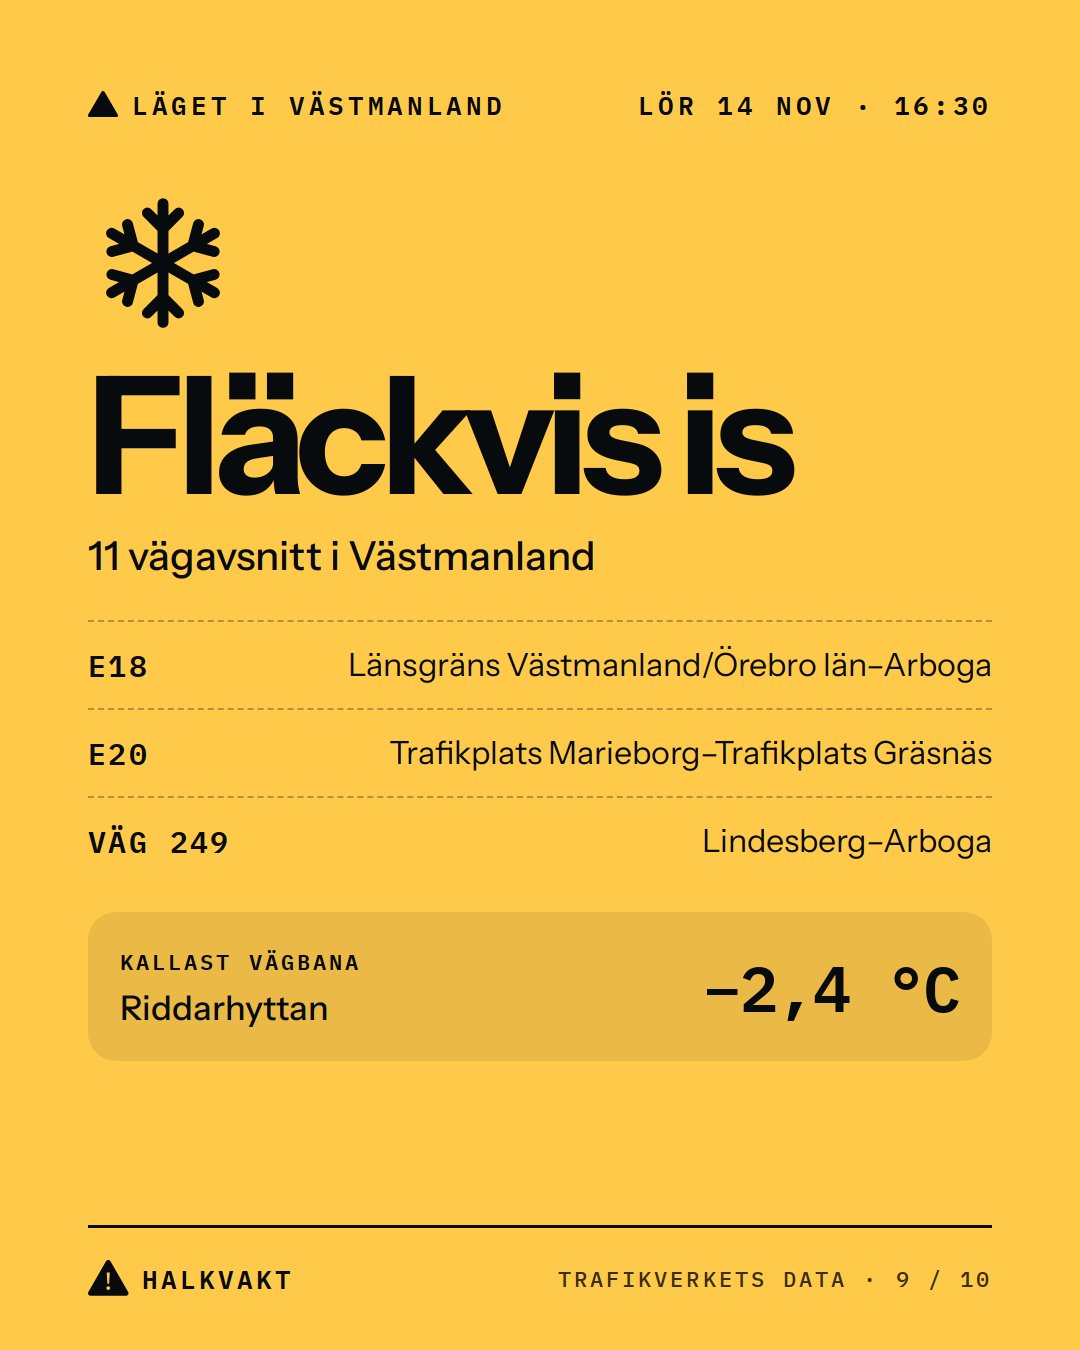 LÄGET I VÄSTMANLAND
LÖR 14 NOV · 16:30
Fläckvis is
11 vägavsnitt i Västmanland
E18 Länsgräns Västmanland/Örebro län–Arboga
E20 Trafikplats Marieborg–Trafikplats Gräsnäs
VÄG 249 Lindesberg–Arboga
KALLAST VÄGBANA
Riddarhyttan
−2,4 °C
HALKVAKT
TRAFIKVERKETS DATA · 9 / 10